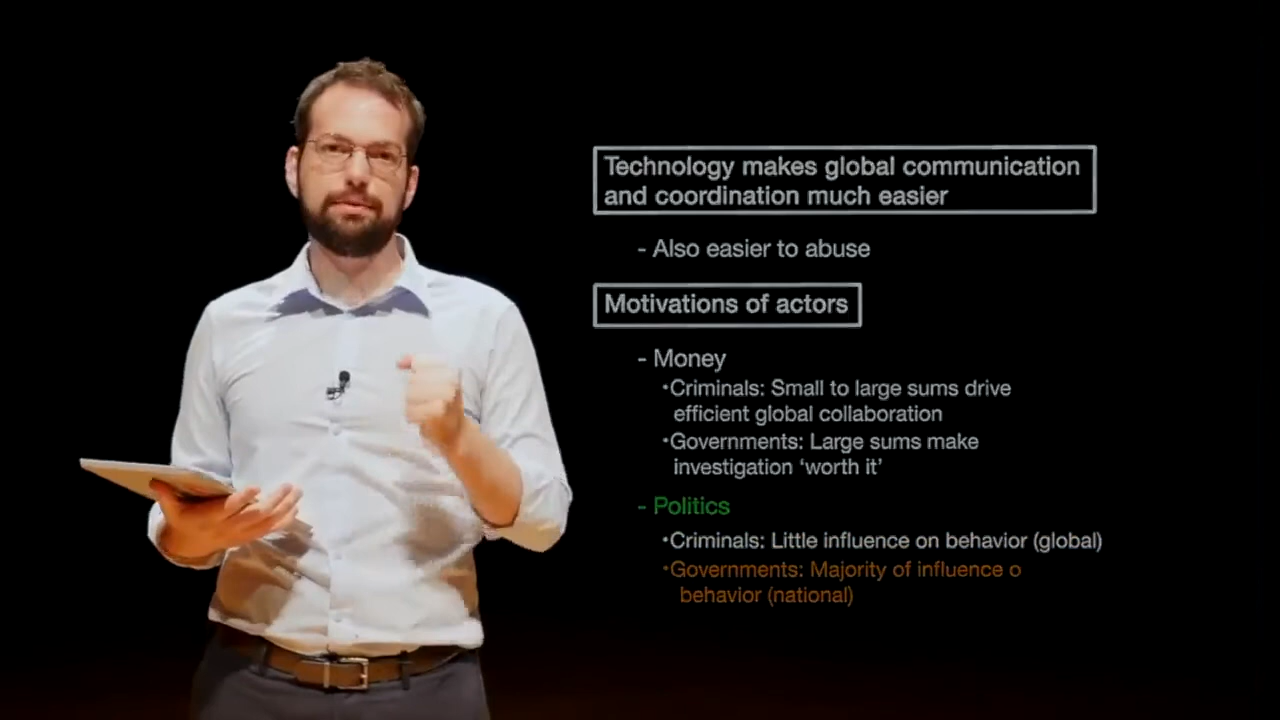 Technology makes global communication
and coordination much easier
- Also easier to abuse
Motivations of actors
- Money
•Criminals: Small to large sums drive
efficient global collaboration
•Governments: Large sums make
investigation ‘worth it’
- Politics
•Criminals: Little influence on behavior (global)
•Governments: Majority of influence o
behavior (national)